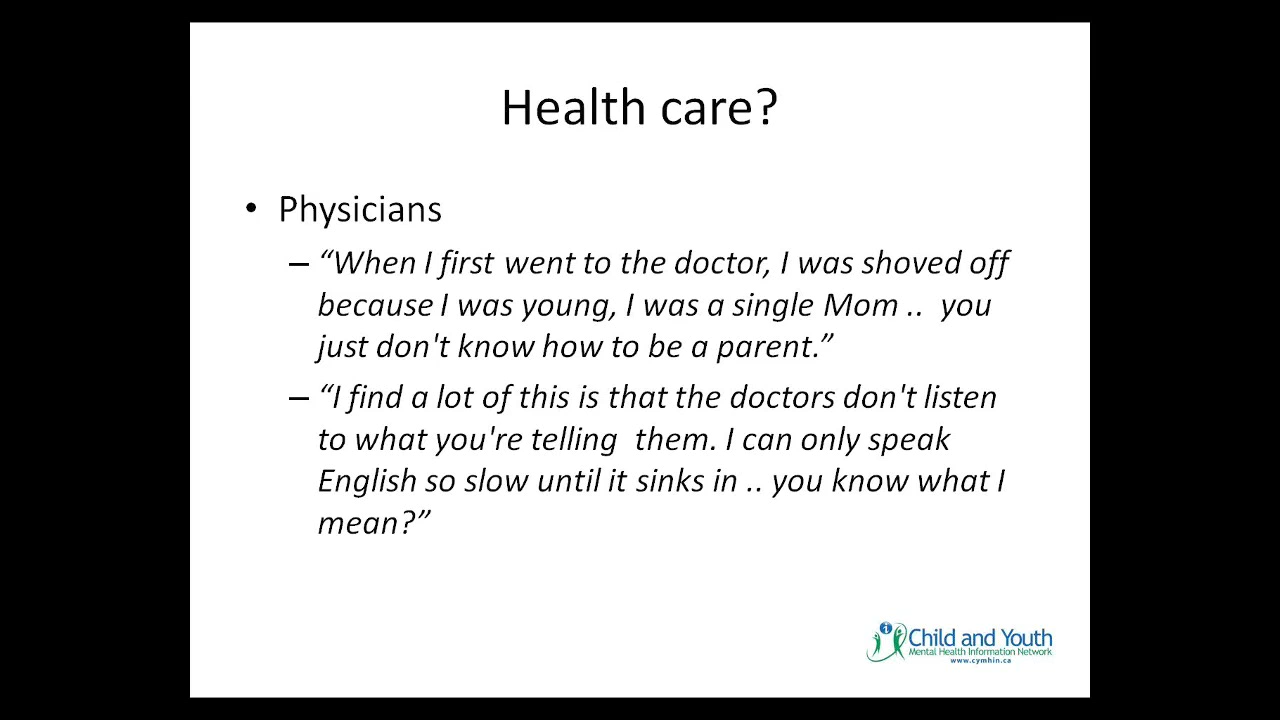 Health care?
• Physicians
– “When I first went to the doctor, I was shoved off
because I was young, I was a single Mom ..  you
just don't know how to be a parent.”
– “I find a lot of this is that the doctors don't listen
to what you're telling  them. I can only speak
English so slow until it sinks in .. you know what I
mean?”
i
Child and Youth
Mental Health Information Network
www.cymhin.ca